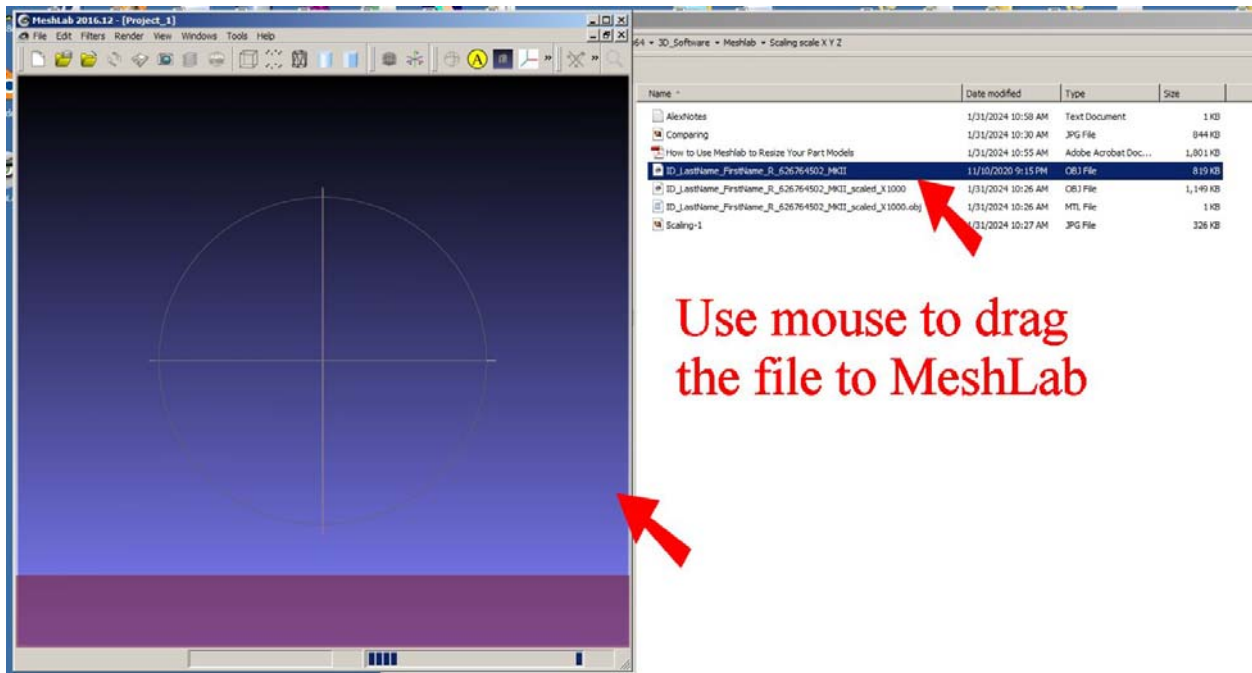 MeshLab 2016.12 - [Project_1]
File Edit Filters Render View Windows Tools Help
64 • 3D_Software • Meshlab • Scaling scale X Y Z
Name Date modified Type Size
AlexNotes 1/31/2024 10:58 AM Text Document 1 KB
Comparing 1/31/2024 10:30 AM JPG File 844 KB
How to Use Meshlab to Resize Your Part Models 1/31/2024 10:55 AM Adobe Acrobat Doc... 1,801 KB
ID_LastName_FirstName_R_626764502_MKII 11/10/2020 9:15 PM OBJ File 819 KB
ID_LastName_FirstName_R_626764502_MKII_scaled_X1000 1/31/2024 10:26 AM OBJ File 1,149 KB
ID_LastName_FirstName_R_626764502_MKII_scaled_X1000.obj 1/31/2024 10:26 AM MTL File 1 KB
Scaling-1 1/31/2024 10:27 AM JPG File 326 KB
A
Use mouse to drag
the file to MeshLab